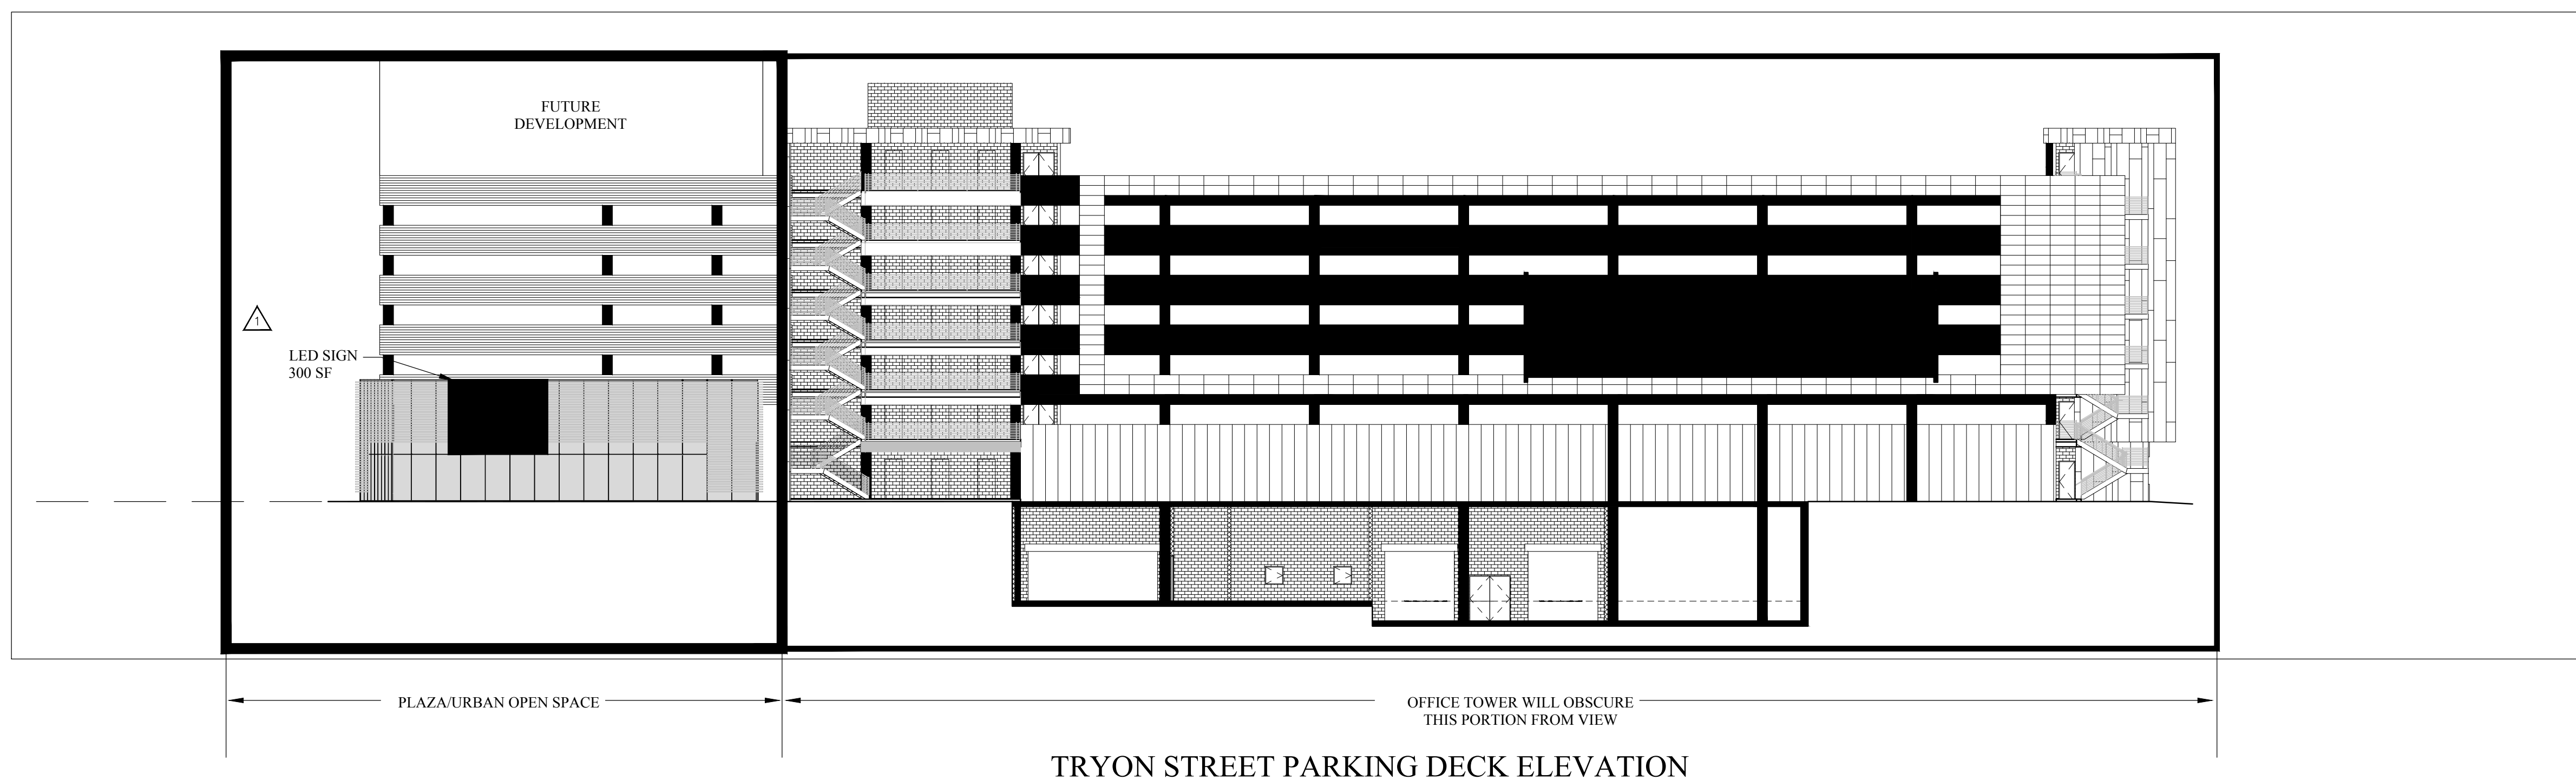 FUTURE
DEVELOPMENT
1
LED SIGN
300 SF
PLAZA/URBAN OPEN SPACE
OFFICE TOWER WILL OBSCURE
THIS PORTION FROM VIEW
TRYON STREET PARKING DECK ELEVATION